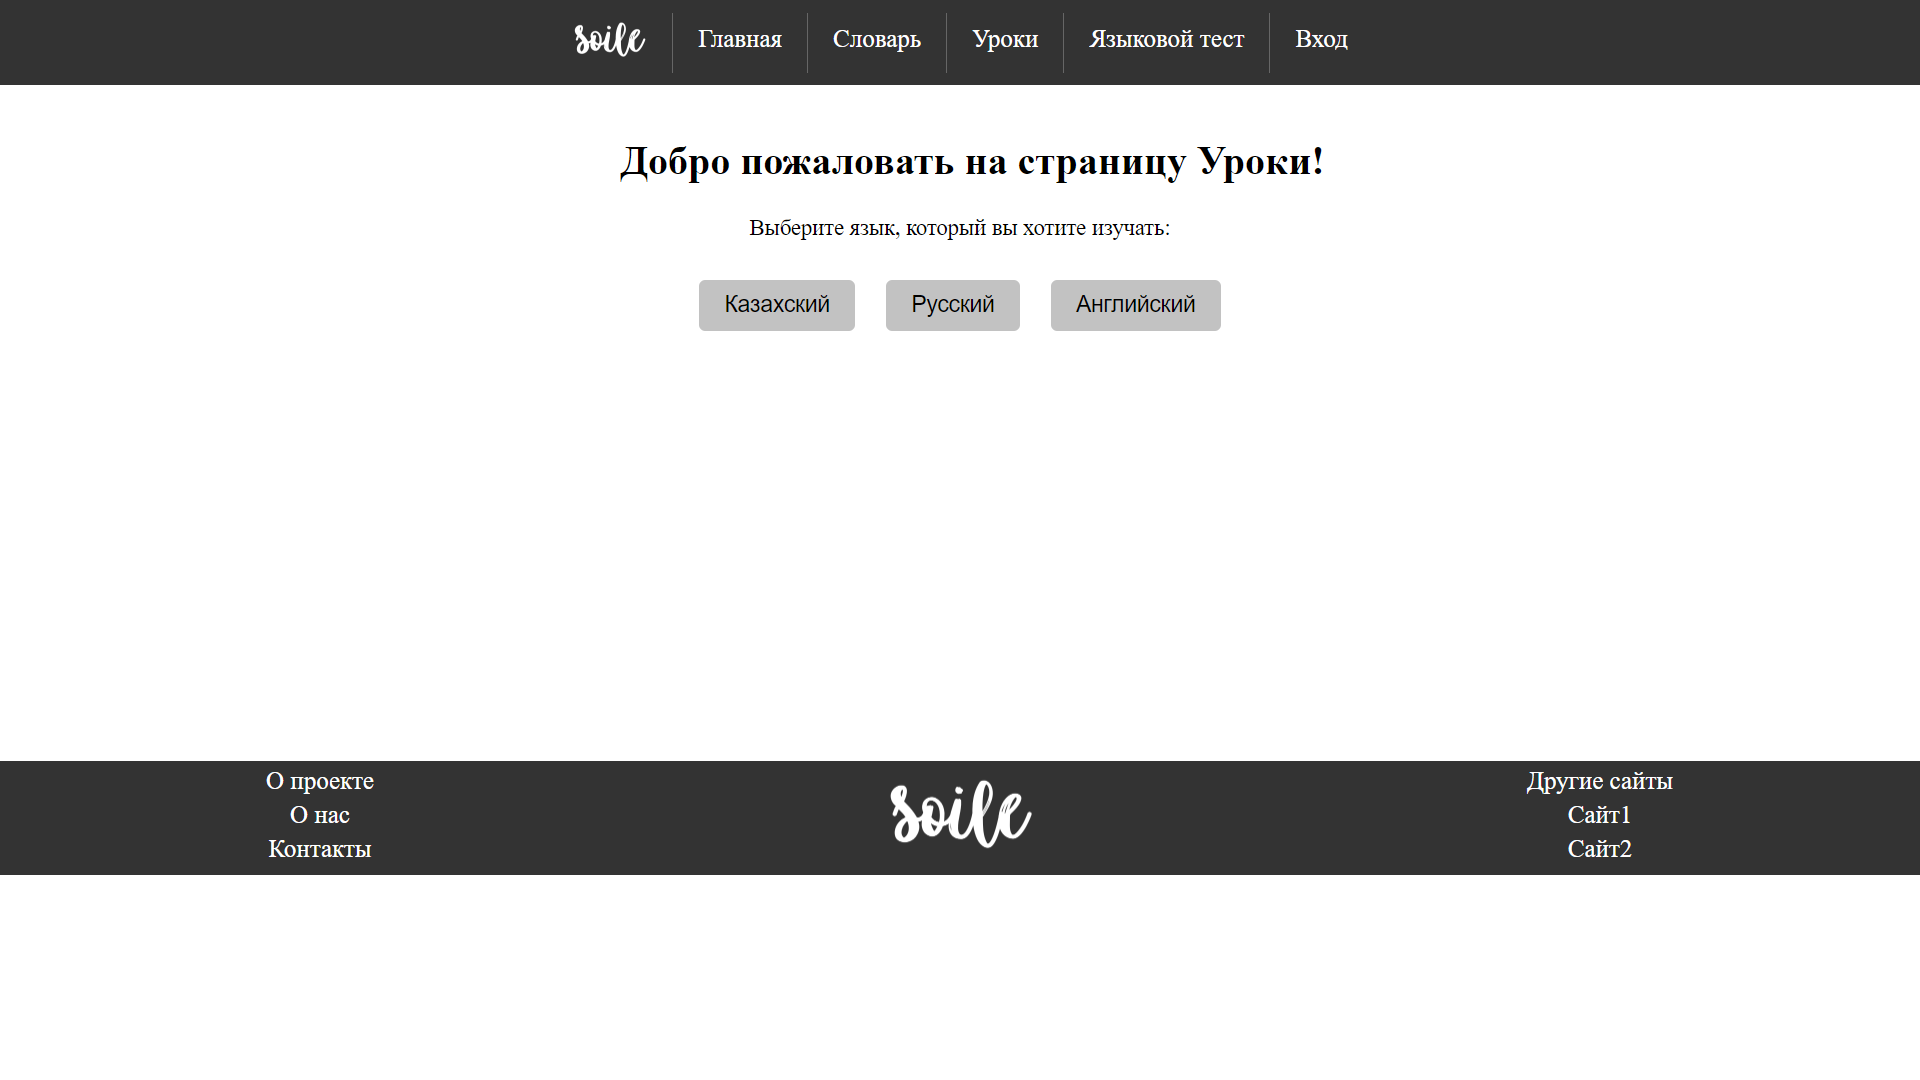 soile
Главная
Словарь
Уроки
Языковой тест
Вход
Добро пожаловать на страницу Уроки!
Выберите язык, который вы хотите изучать:
Казахский
Русский
Английский
О проекте
О нас
Контакты
soile
Другие сайты
Сайт1
Сайт2